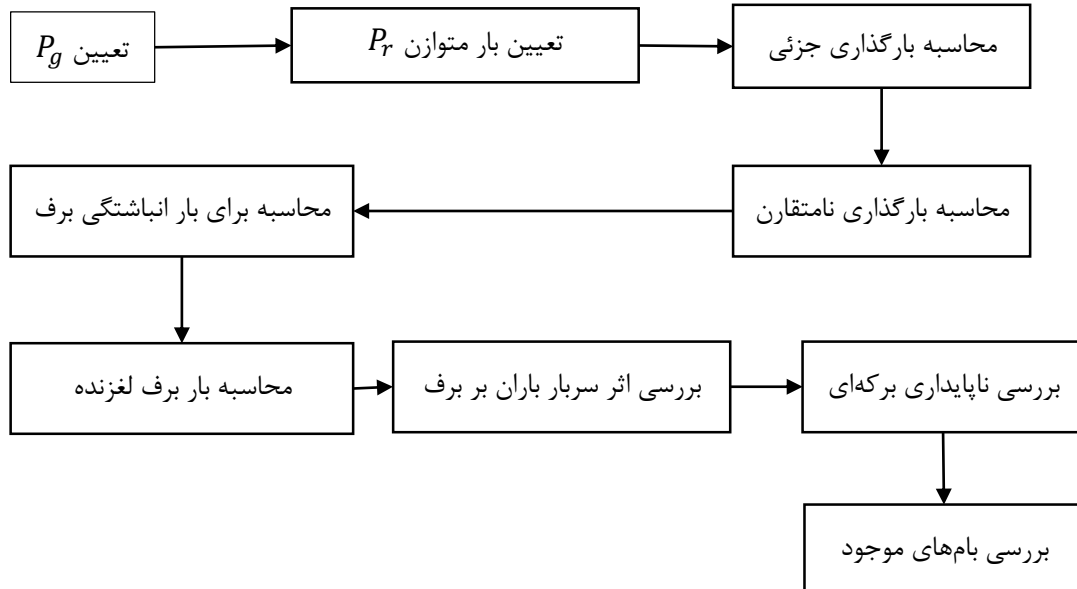 تعیین P_g
تعیین بار متوازن P_r
محاسبه بارگذاری جزئی
محاسبه بارگذاری نامتقارن
محاسبه برای بار انباشتگی برف
محاسبه بار برف لغزنده
بررسی اثر سربار باران بر برف
بررسی ناپایداری برکه‌ای
بررسی بام‌های موجود